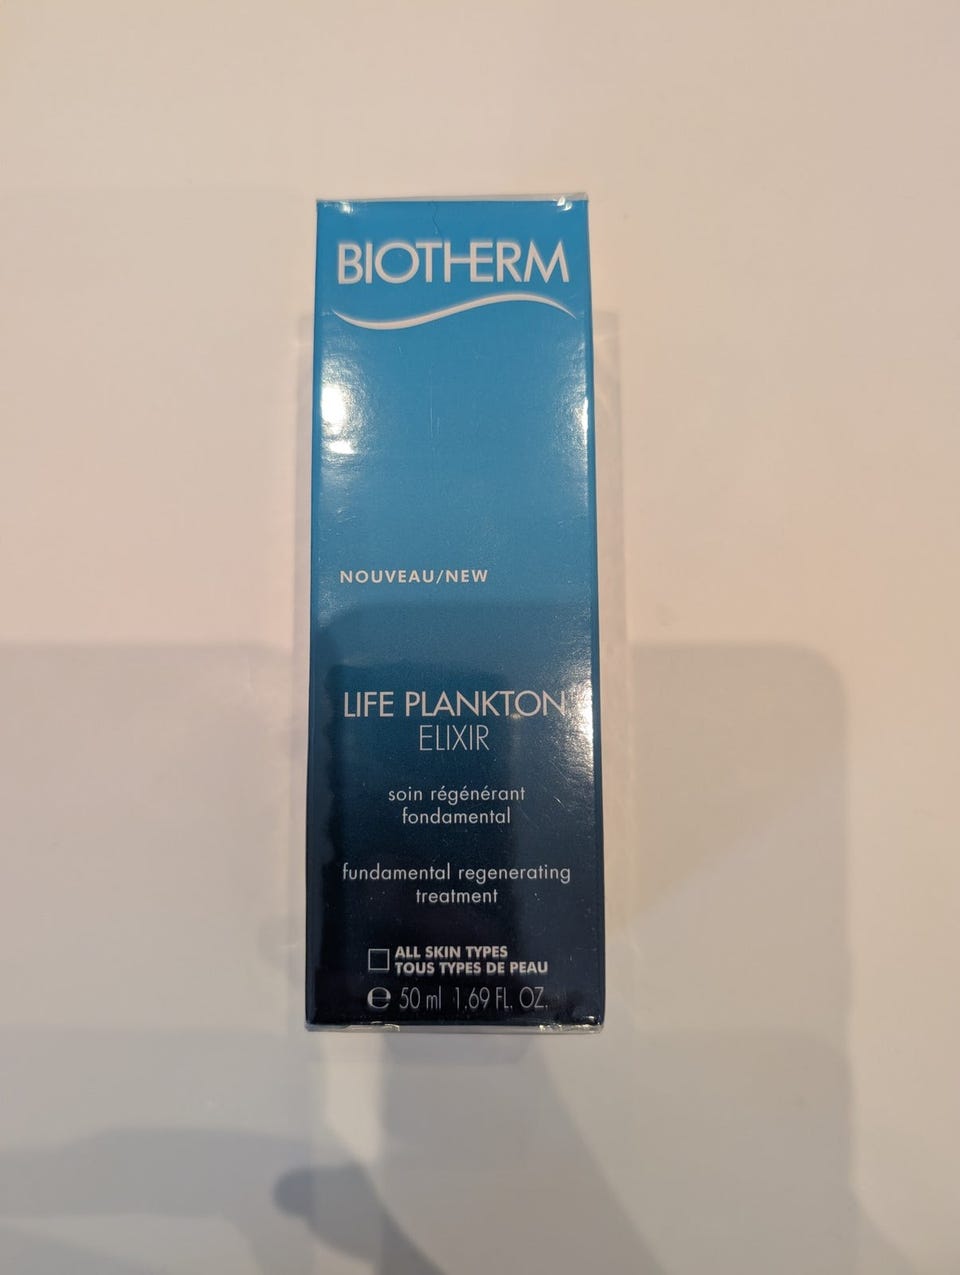 BIOTHERM
NOUVEAU/NEW
LIFE PLANKTON
ELIXIR
soin régénérant
fondamental
fundamental regenerating
treatment
ALL SKIN TYPES
TOUS TYPES DE PEAU
℮ 50 ml 1.69 FL. OZ.